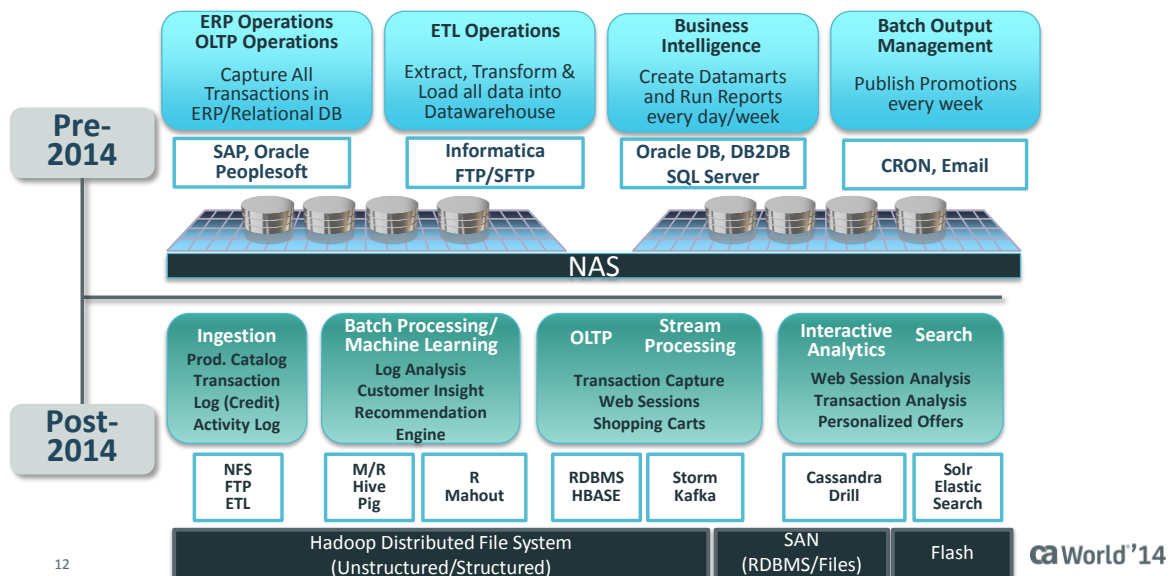 ERP Operations
OLTP Operations
Capture All
Transactions in
ERP/Relational DB
ETL Operations
Extract, Transform &
Load all data into
Datawarehouse
Business
Intelligence
Create Datamarts
and Run Reports
every day/week
Batch Output
Management
Publish Promotions
every week
Pre-
2014
SAP, Oracle
Peoplesoft
Informatica
FTP/SFTP
Oracle DB, DB2DB
SQL Server
CRON, Email
NAS
Ingestion
Prod. Catalog
Transaction
Log (Credit)
Activity Log
Batch Processing/
Machine Learning
Log Analysis
Customer Insight
Recommendation
Engine
OLTP
Stream
Processing
Transaction Capture
Web Sessions
Shopping Carts
Interactive
Analytics
Search
Web Session Analysis
Transaction Analysis
Personalized Offers
Post-
2014
NFS
FTP
ETL
M/R
Hive
Pig
R
Mahout
RDBMS
HBASE
Storm
Kafka
Cassandra
Drill
Solr
Elastic
Search
Hadoop Distributed File System
(Unstructured/Structured)
SAN
(RDBMS/Files)
Flash
12
ca World'14